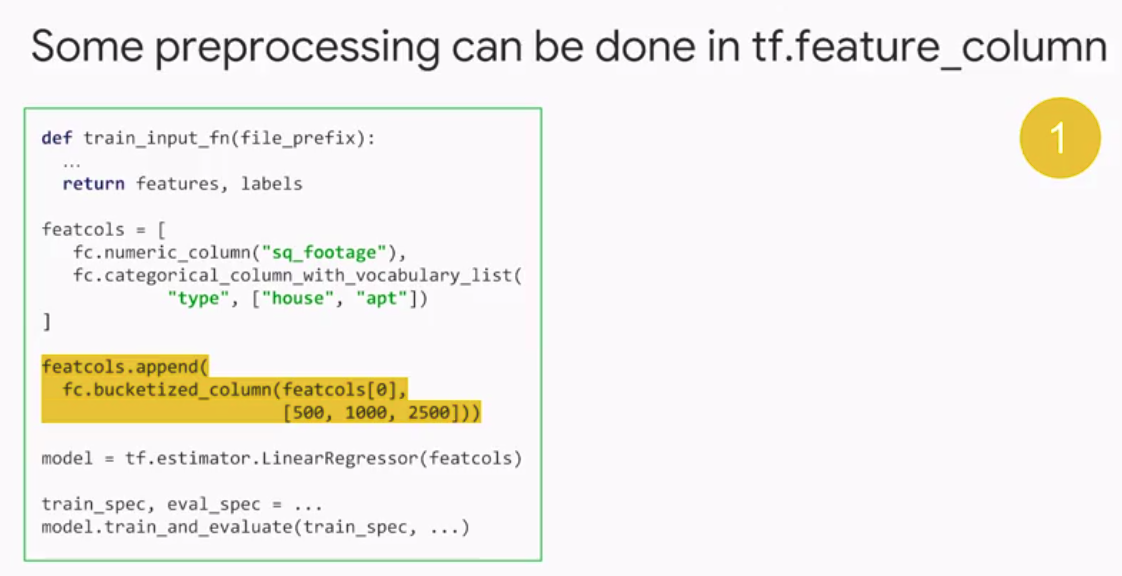 Some preprocessing can be done in tf.feature_column
1
def train_input_fn(file_prefix):
  ...
  return features, labels
featcols = [
   fc.numeric_column("sq_footage"),
   fc.categorical_column_with_vocabulary_list(
            "type", ["house", "apt"])
]
featcols.append(
  fc.bucketized_column(featcols[0],
                       [500, 1000, 2500]))
model = tf.estimator.LinearRegressor(featcols)
train_spec, eval_spec = ...
model.train_and_evaluate(train_spec, ...)